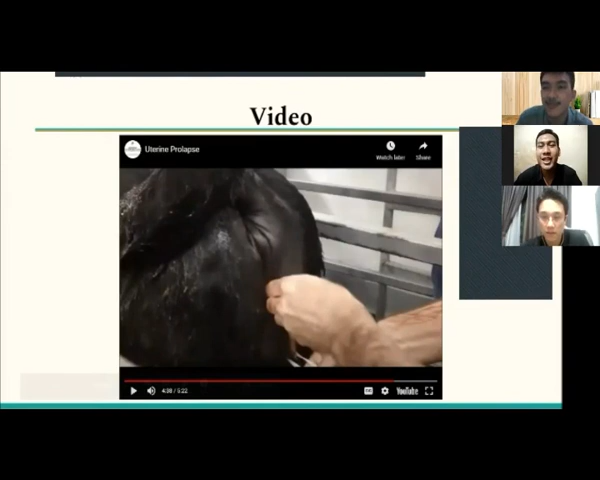 Video
Uterine Prolapse
Watch later
Share
4:38 / 5:22
YouTube